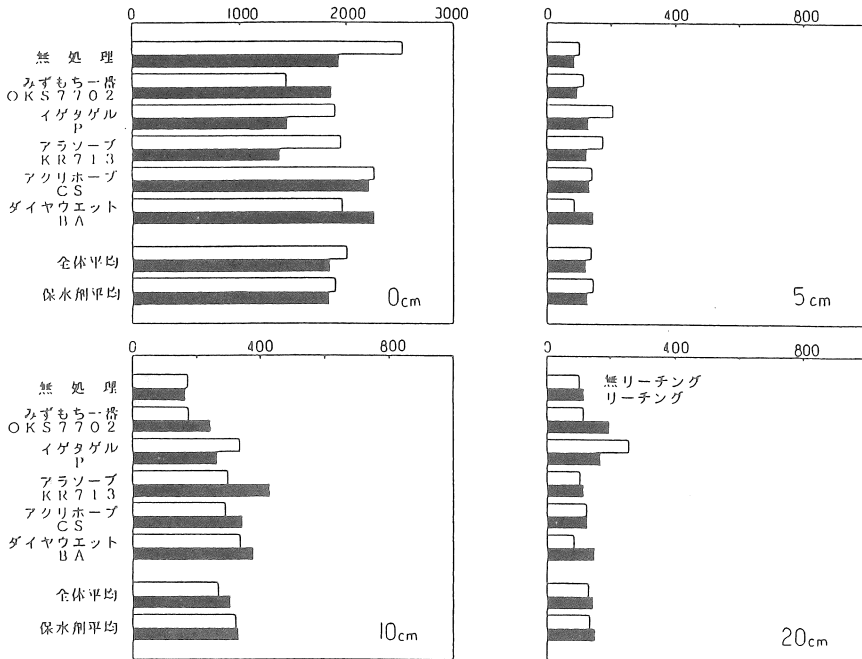 0 1000 2000 3000
無処理
みずもち一番
OKS7702
イゲタゲル
P
アラソーブ
KR713
アクリホープ
CS
ダイヤウエット
BA
全体平均
保水剤平均
0cm
0 400 800
5cm
0 400 800
無処理
みずもち一番
OKS7702
イゲタゲル
P
アラソーブ
KR713
アクリホープ
CS
ダイヤウエット
BA
全体平均
保水剤平均
10cm
0 400 800
無リーチング
リーチング
20cm